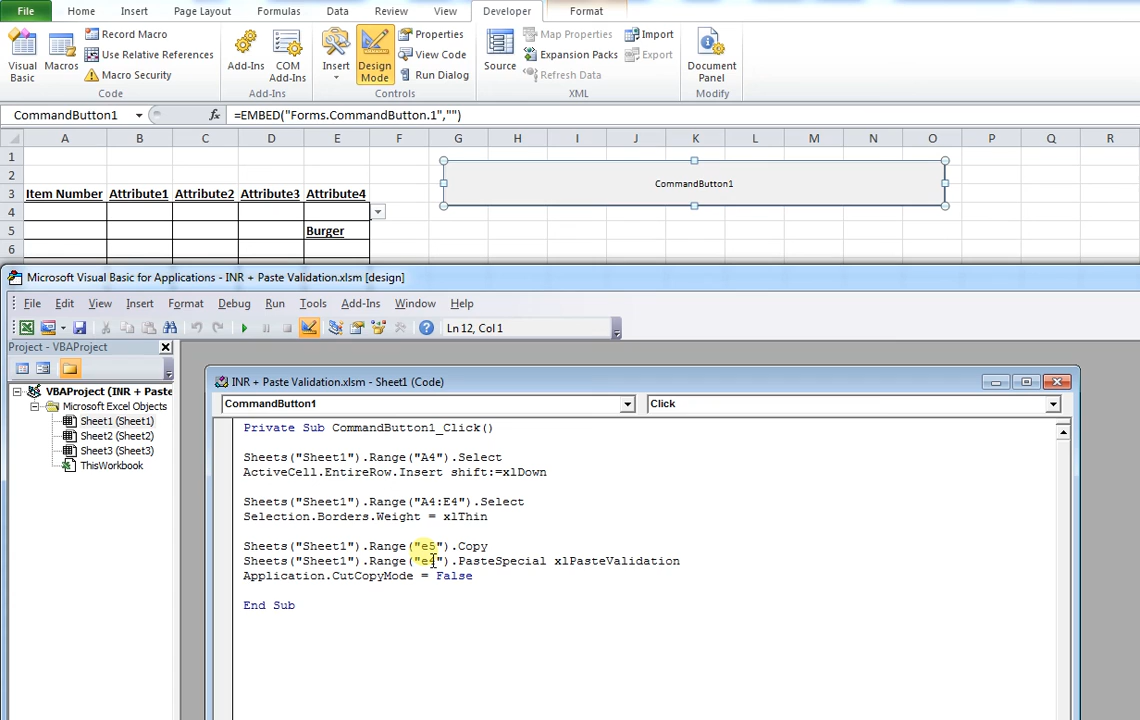 File Home Insert Page Layout Formulas Data Review View Developer Format
Visual Basic
Macros
Record Macro
Use Relative References
Macro Security
Code
Add-Ins
COM Add-Ins
Add-Ins
Insert
Design Mode
Properties
View Code
Run Dialog
Controls
Source
Map Properties
Expansion Packs
Refresh Data
Import
Export
XML
Document Panel
Modify
CommandButton1 fx =EMBED("Forms.CommandButton.1","")
A B C D E F G H I J K L M N O P Q R
1
2
CommandButton1
3 Item Number Attribute1 Attribute2 Attribute3 Attribute4
4
5 Burger
6
Microsoft Visual Basic for Applications - INR + Paste Validation.xlsm [design]
File Edit View Insert Format Debug Run Tools Add-Ins Window Help
Ln 12, Col 1
Project - VBAProject
VBAProject (INR + Paste
Microsoft Excel Objects
Sheet1 (Sheet1)
Sheet2 (Sheet2)
Sheet3 (Sheet3)
ThisWorkbook
INR + Paste Validation.xlsm - Sheet1 (Code)
CommandButton1 Click
Private Sub CommandButton1_Click()
Sheets("Sheet1").Range("A4").Select
ActiveCell.EntireRow.Insert shift:=xlDown
Sheets("Sheet1").Range("A4:E4").Select
Selection.Borders.Weight = xlThin
Sheets("Sheet1").Range("e5").Copy
Sheets("Sheet1").Range("e4").PasteSpecial xlPasteValidation
Application.CutCopyMode = False
End Sub